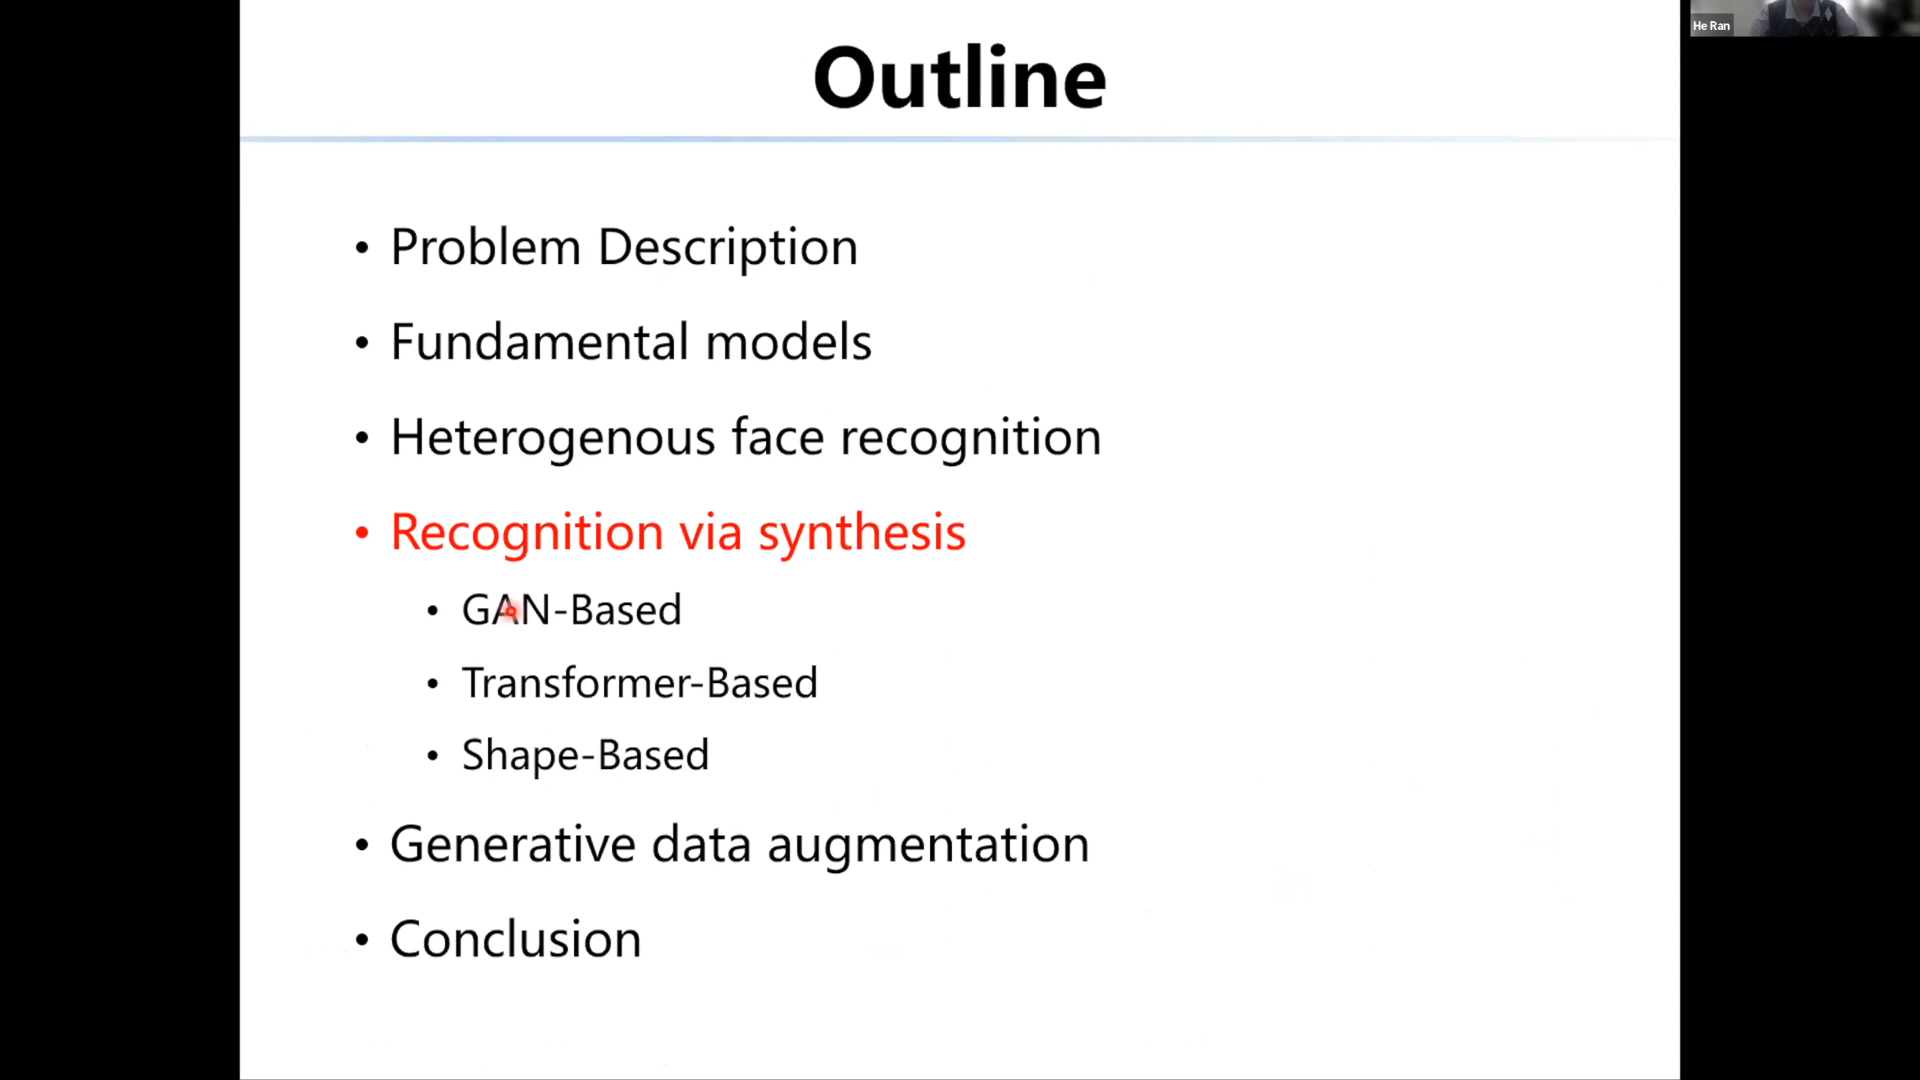 Outline
He Ran
• Problem Description
• Fundamental models
• Heterogenous face recognition
• Recognition via synthesis
• GAN-Based
• Transformer-Based
• Shape-Based
• Generative data augmentation
• Conclusion